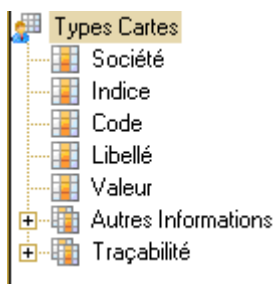 Types Cartes
Société
Indice
Code
Libellé
Valeur
Autres Informations
Traçabilité